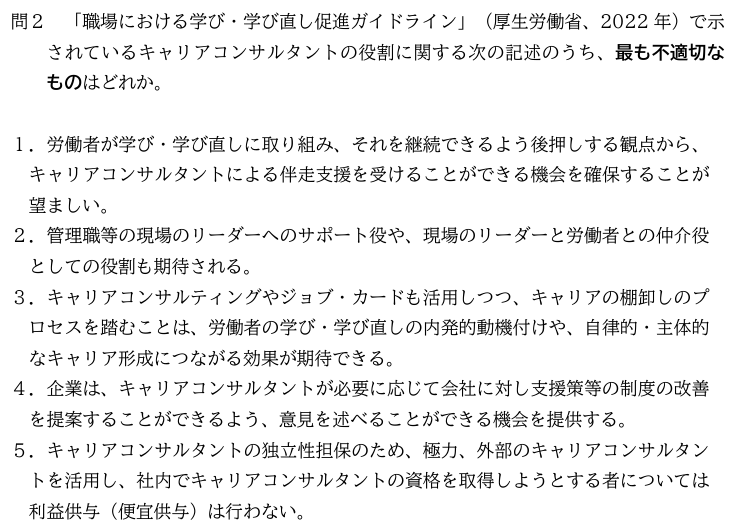 問２　「職場における学び・学び直し促進ガイドライン」（厚生労働省、2022 年）で示
されているキャリアコンサルタントの役割に関する次の記述のうち、最も不適切な
ものはどれか。
１．労働者が学び・学び直しに取り組み、それを継続できるよう後押しする観点から、
キャリアコンサルタントによる伴走支援を受けることができる機会を確保することが
望ましい。
２．管理職等の現場のリーダーへのサポート役や、現場のリーダーと労働者との仲介役
としての役割も期待される。
３．キャリアコンサルティングやジョブ・カードも活用しつつ、キャリアの棚卸しのプ
ロセスを踏むことは、労働者の学び・学び直しの内発的動機付けや、自律的・主体的
なキャリア形成につながる効果が期待できる。
４．企業は、キャリアコンサルタントが必要に応じて会社に対し支援策等の制度の改善
を提案することができるよう、意見を述べることができる機会を提供する。
５．キャリアコンサルタントの独立性担保のため、極力、外部のキャリアコンサルタン
トを活用し、社内でキャリアコンサルタントの資格を取得しようとする者については
利益供与（便宜供与）は行わない。